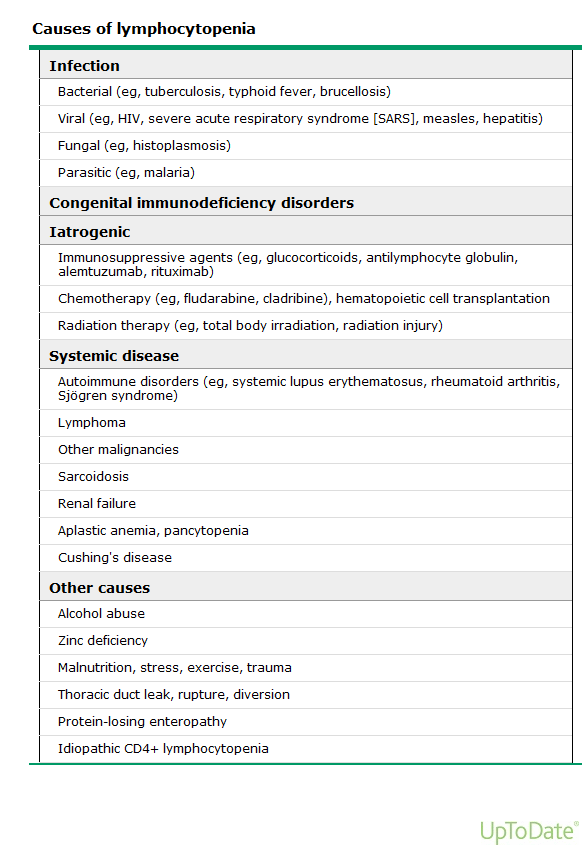 Causes of lymphocytopenia
Infection
Bacterial (eg, tuberculosis, typhoid fever, brucellosis)
Viral (eg, HIV, severe acute respiratory syndrome [SARS], measles, hepatitis)
Fungal (eg, histoplasmosis)
Parasitic (eg, malaria)
Congenital immunodeficiency disorders
Iatrogenic
Immunosuppressive agents (eg, glucocorticoids, antilymphocyte globulin,
alemtuzumab, rituximab)
Chemotherapy (eg, fludarabine, cladribine), hematopoietic cell transplantation
Radiation therapy (eg, total body irradiation, radiation injury)
Systemic disease
Autoimmune disorders (eg, systemic lupus erythematosus, rheumatoid arthritis,
Sjögren syndrome)
Lymphoma
Other malignancies
Sarcoidosis
Renal failure
Aplastic anemia, pancytopenia
Cushing's disease
Other causes
Alcohol abuse
Zinc deficiency
Malnutrition, stress, exercise, trauma
Thoracic duct leak, rupture, diversion
Protein-losing enteropathy
Idiopathic CD4+ lymphocytopenia
UpToDate®